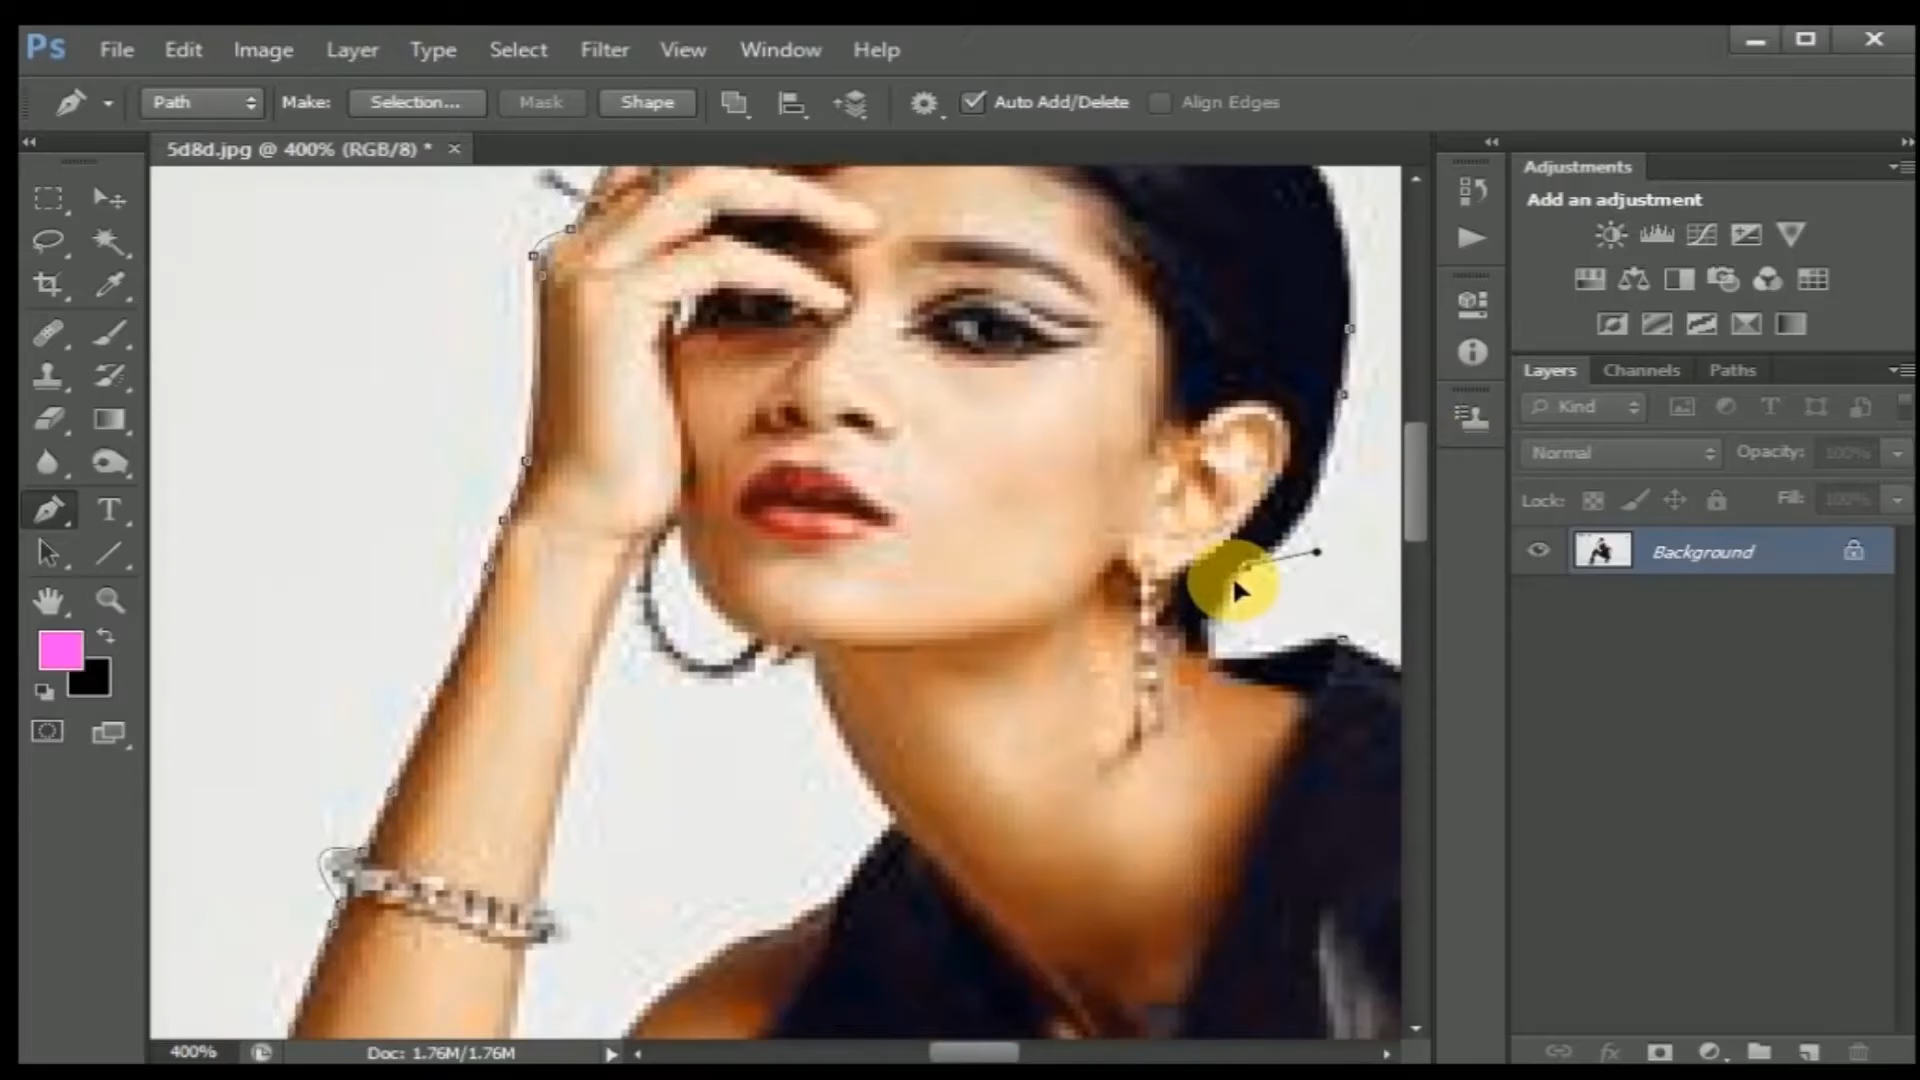 Ps File Edit Image Layer Type Select Filter View Window Help
Path Make: Selection... Mask Shape Auto Add/Delete Align Edges
5d8d.jpg @ 400% (RGB/8) * ×
Adjustments
Add an adjustment
Layers Channels Paths
Kind
Normal Opacity: 100%
Lock: Fill: 100%
Background
T
400% Doc: 1.76M/1.76M
fx